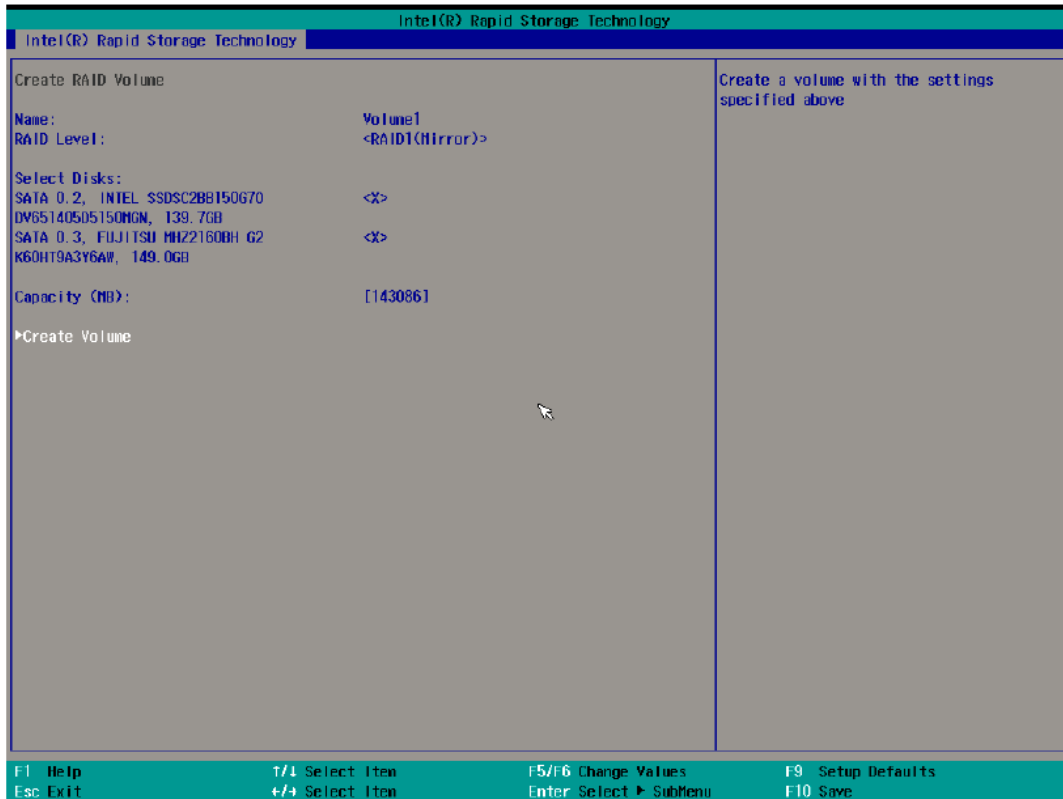 Intel(R) Rapid Storage Technology
Intel(R) Rapid Storage Technology
Create RAID Volume
Create a volume with the settings
specified above
Name: Volume1
RAID Level: <RAID1(Mirror)>
Select Disks:
SATA 0.2, INTEL SSDSC2BB150G70 <X>
DV651405D5150MGN, 139.7GB
SATA 0.3, FUJITSU MHZ2160BH G2 <X>
K60HT9A3Y6AW, 149.0GB
Capacity (MB): [143086]
▶Create Volume
F1 Help ↑/↓ Select Item F5/F6 Change Values F9 Setup Defaults
Esc Exit ←/→ Select Item Enter Select ▶ SubMenu F10 Save